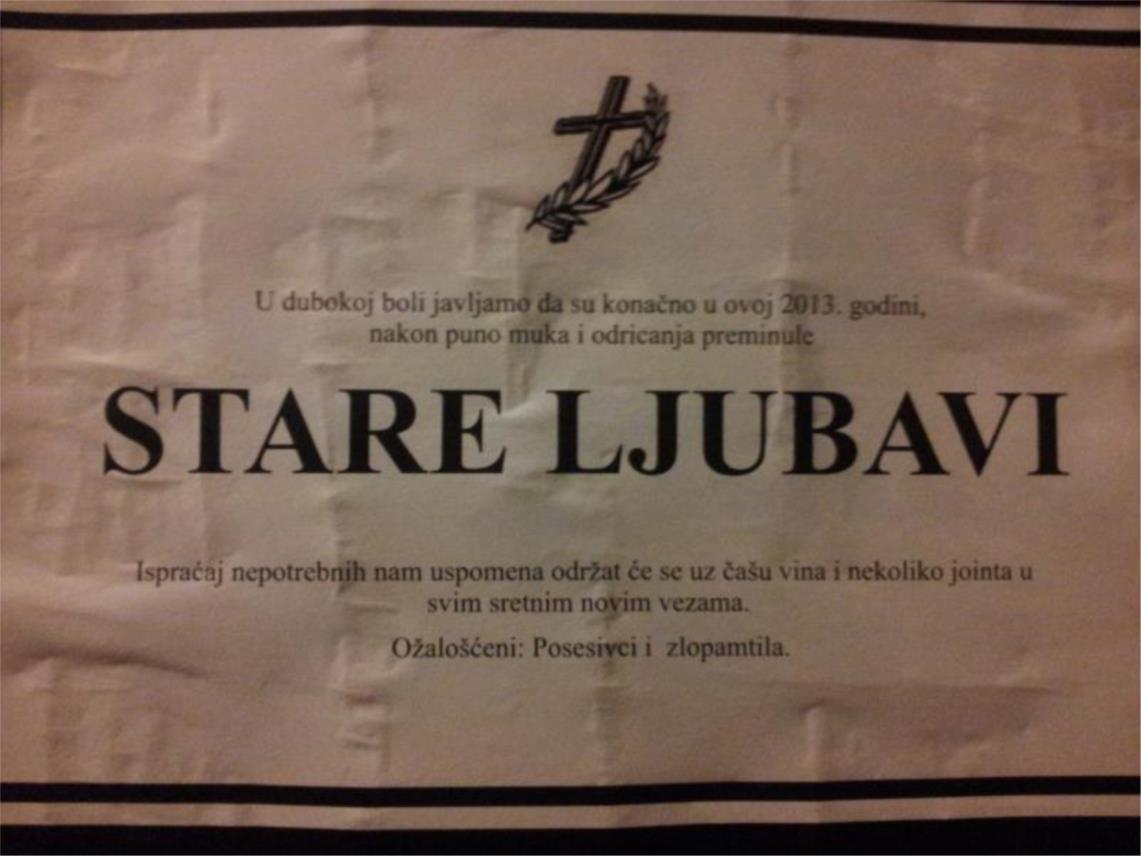 U dubokoj boli javljamo da su konačno u ovoj 2013. godini,
nakon puno muka i odricanja preminule
STARE LJUBAVI
Ispraćaj nepotrebnih nam uspomena održat će se uz čašu vina i nekoliko jointa u
svim sretnim novim vezama.
Ožalošćeni: Posesivci i zlopamtila.